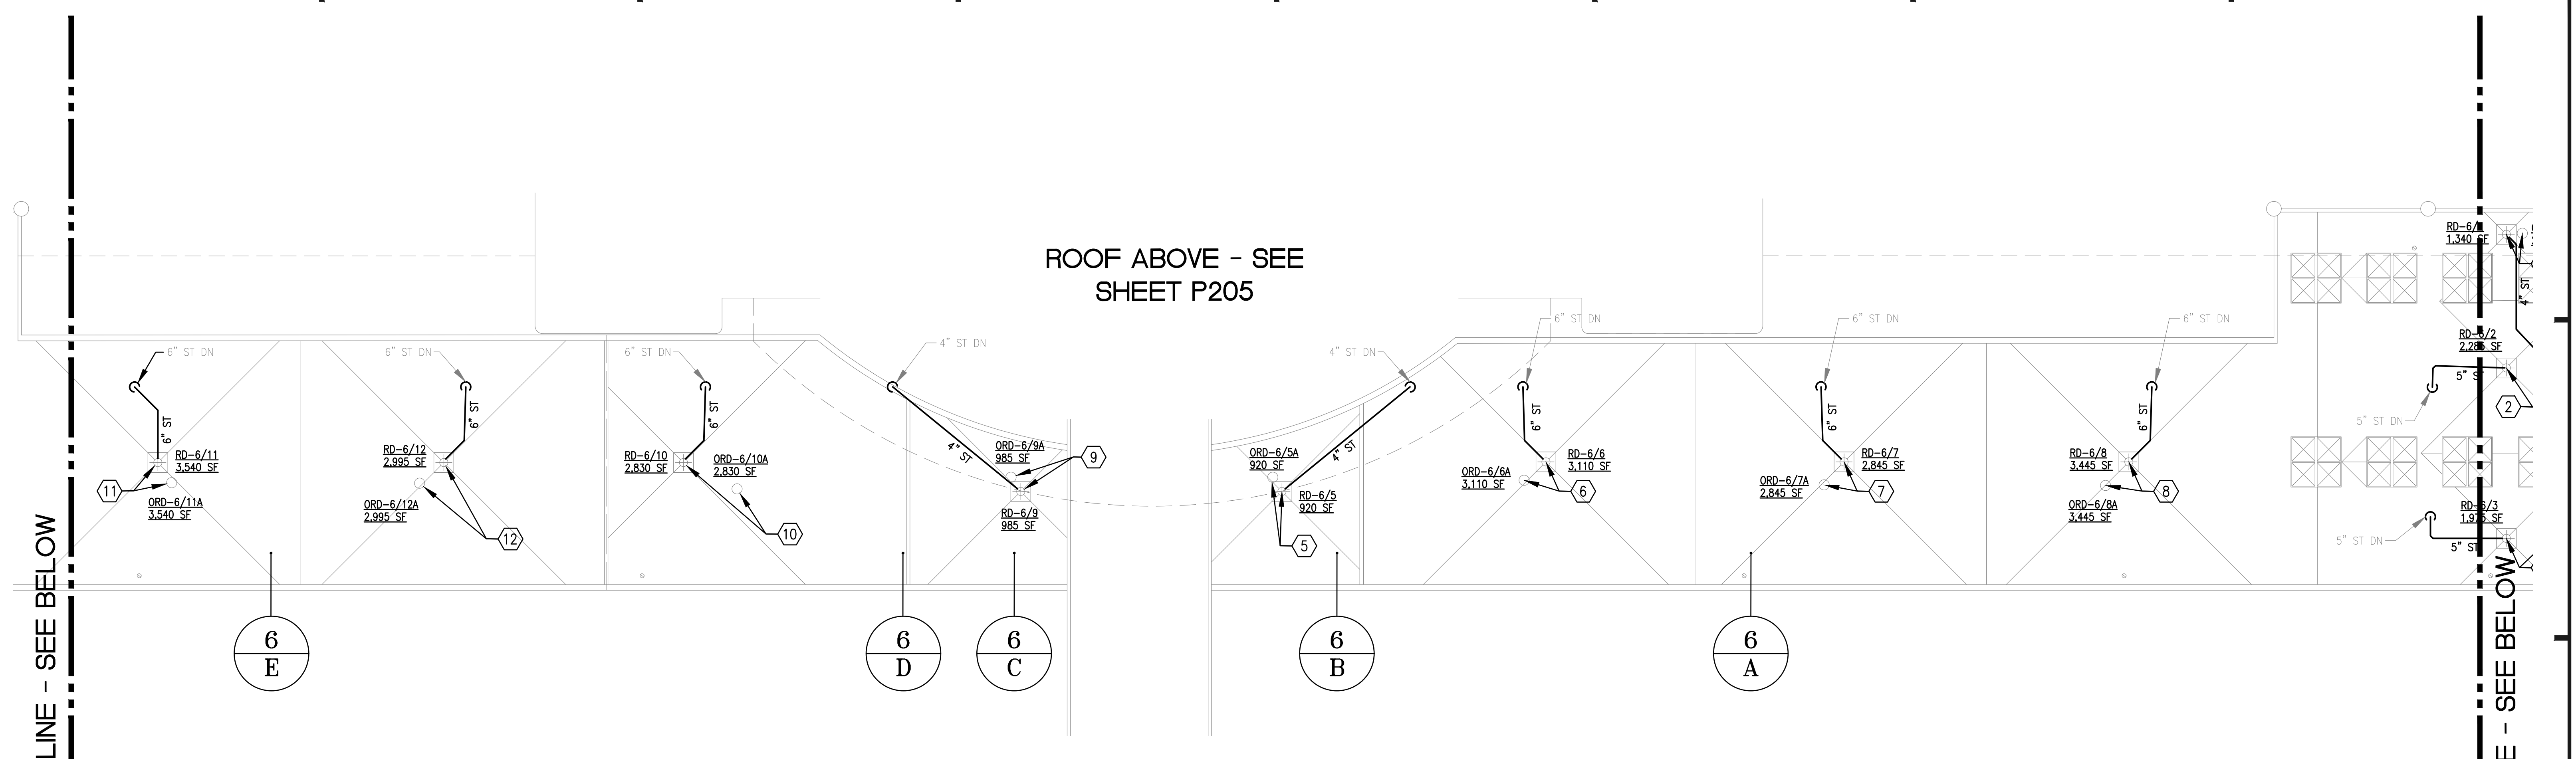 ROOF ABOVE - SEE
SHEET P205
6" ST DN
6" ST DN
6" ST DN
4" ST DN
4" ST DN
6" ST DN
6" ST DN
6" ST DN
6" ST
RD-6/11
3,540 SF
11
ORD-6/11A
3,540 SF
6" ST
RD-6/12
2,995 SF
ORD-6/12A
2,995 SF
12
6" ST
RD-6/10
2,830 SF
ORD-6/10A
2,830 SF
10
4" ST
ORD-6/9A
985 SF
9
RD-6/9
985 SF
4" ST
ORD-6/5A
920 SF
RD-6/5
920 SF
5
6" ST
RD-6/6
3,110 SF
ORD-6/6A
3,110 SF
6
6" ST
RD-6/7
2,845 SF
ORD-6/7A
2,845 SF
7
6" ST
RD-6/8
3,445 SF
ORD-6/8A
3,445 SF
8
1,340 SF
4" ST
RD-6/2
5" ST
5" ST DN
2
RD-6/3
5" ST DN
5" ST
6
E
6
D
6
C
6
B
6
A
LINE - SEE BELOW
E - SEE BELOW